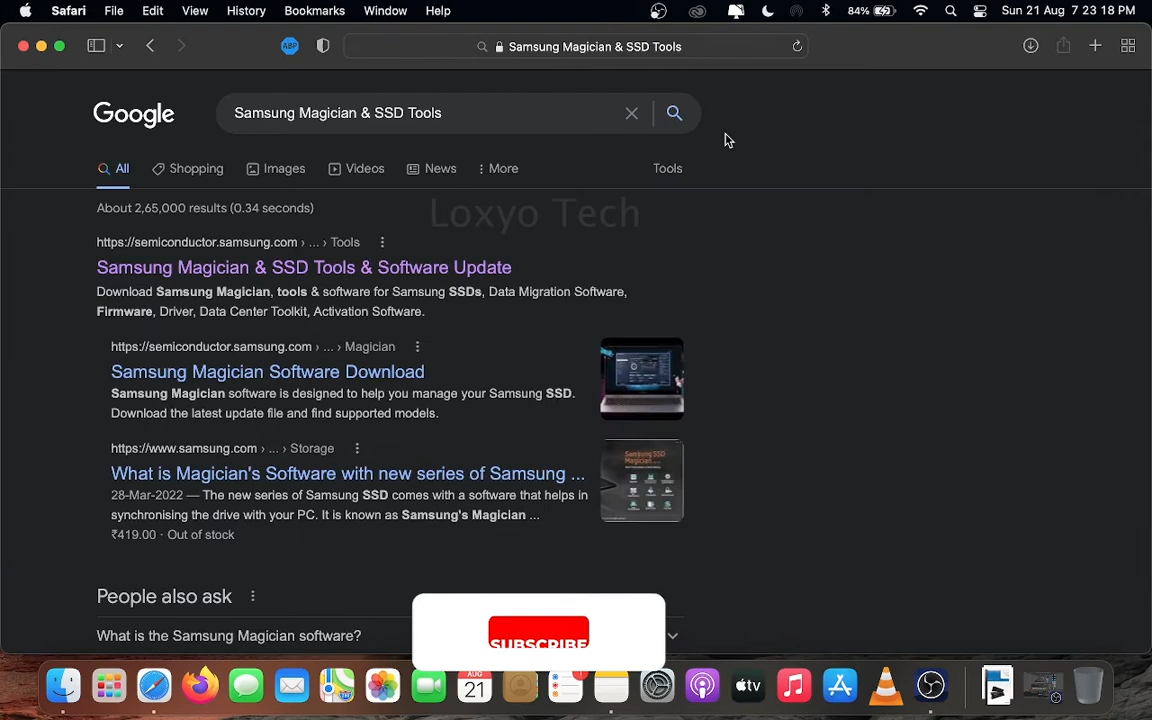 Safari File Edit View History Bookmarks Window Help 84% Sun 21 Aug 7 23 18 PM
ABP Samsung Magician & SSD Tools
Google Samsung Magician & SSD Tools
All Shopping Images Videos News More Tools
About 2,65,000 results (0.34 seconds)
Loxyo Tech
https://semiconductor.samsung.com › ... › Tools
Samsung Magician & SSD Tools & Software Update
Download Samsung Magician, tools & software for Samsung SSDs, Data Migration Software,
Firmware, Driver, Data Center Toolkit, Activation Software.
https://semiconductor.samsung.com › ... › Magician
Samsung Magician Software Download
Samsung Magician software is designed to help you manage your Samsung SSD.
Download the latest update file and find supported models.
https://www.samsung.com › ... › Storage
What is Magician's Software with new series of Samsung ...
28-Mar-2022 — The new series of Samsung SSD comes with a software that helps in
synchronising the drive with your PC. It is known as Samsung's Magician ...
₹419.00 · Out of stock
Samsung SSD
Magician
People also ask
What is the Samsung Magician software?
SUBSCRIBE
AUG
21
tv